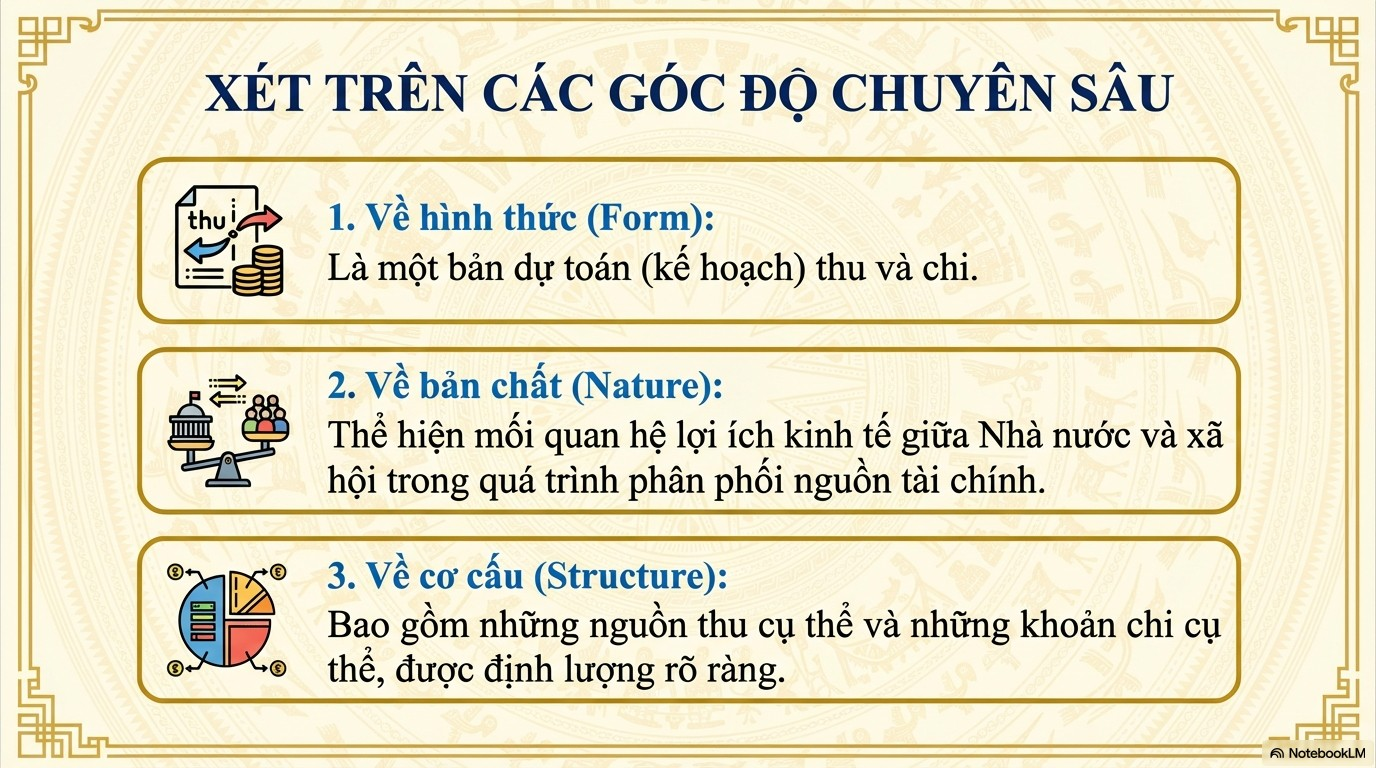 XÉT TRÊN CÁC GÓC ĐỘ CHUYÊN SÂU
thu
1. Về hình thức (Form):
Là một bản dự toán (kế hoạch) thu và chi.
2. Về bản chất (Nature):
Thể hiện mối quan hệ lợi ích kinh tế giữa Nhà nước và xã
hội trong quá trình phân phối nguồn tài chính.
3. Về cơ cấu (Structure):
Bao gồm những nguồn thu cụ thể và những khoản chi cụ
thể, được định lượng rõ ràng.
NotebookLM